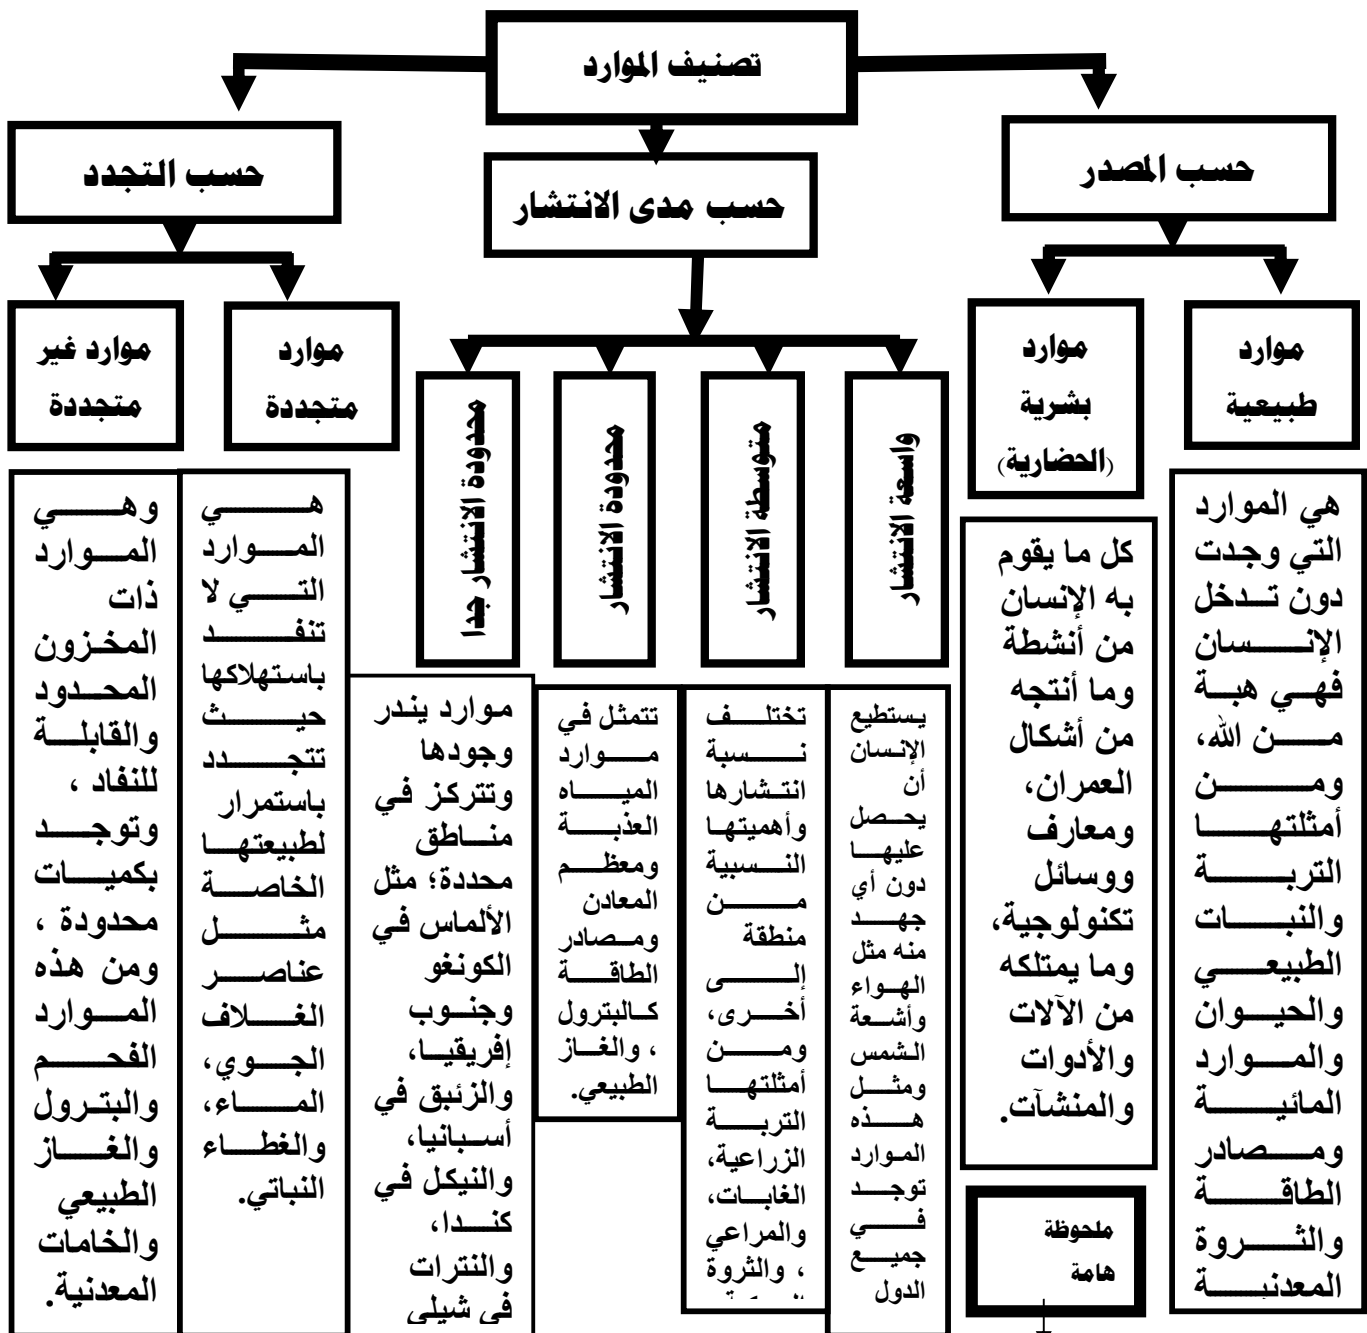 تصنيف الموارد
حسب المصدر
حسب مدى الانتشار
حسب التجدد
موارد
طبيعية
هي الموارد
التي وجدت
دون تدخل
الإنسان
فهي هبة
من الله،
ومن
أمثلتها
التربة
والنبات
الطبيعي
والحيوان
والموارد
المائية
ومصادر
الطاقة
والثروة
المعدنية
موارد
بشرية
(الحضارية)
كل ما يقوم
به الإنسان
من أنشطة
وما أنتجه
من أشكال
العمران،
ومعارف
ووسائل
تكنولوجية،
وما يمتلكه
من الآلات
والأدوات
والمنشآت.
ملحوظة
هامة
واسعة الانتشار
يستطيع
الإنسان
أن
يحصل
عليها
دون أي
جهد
منه مثل
الهواء
وأشعة
الشمس
ومثل
هذه
الموارد
توجد
في
جميع
الدول
متوسطة الانتشار
تختلف
نسبة
انتشارها
وأهميتها
النسبية
من
منطقة
إلى
أخرى،
ومن
أمثلتها
التربة
الزراعية،
الغابات،
والمراعي
، والثروة
محدودة الانتشار
تتمثل في
موارد
المياه
العذبة
ومعظم
المعادن
ومصادر
الطاقة
كالبترول
، والغاز
الطبيعي.
محدودة الانتشار جدا
موارد يندر
وجودها
وتتركز في
مناطق
محددة؛ مثل
الألماس في
الكونغو
وجنوب
إفريقيا،
والزئبق في
أسبانيا،
والنيكل في
كندا،
والنترات
في شيلي
موارد
متجددة
هي
الموارد
التي لا
تنفد
باستهلاكها
حيث
تتجدد
باستمرار
لطبيعتها
الخاصة
مثل
عناصر
الغلاف
الجوي،
الماء،
والغطاء
النباتي.
موارد غير
متجددة
وهي
الموارد
ذات
المخزون
المحدود
والقابلة
للنفاد ،
وتوجد
بكميات
محدودة ،
ومن هذه
الموارد
الفحم
والبترول
والغاز
الطبيعي
والخامات
المعدنية.